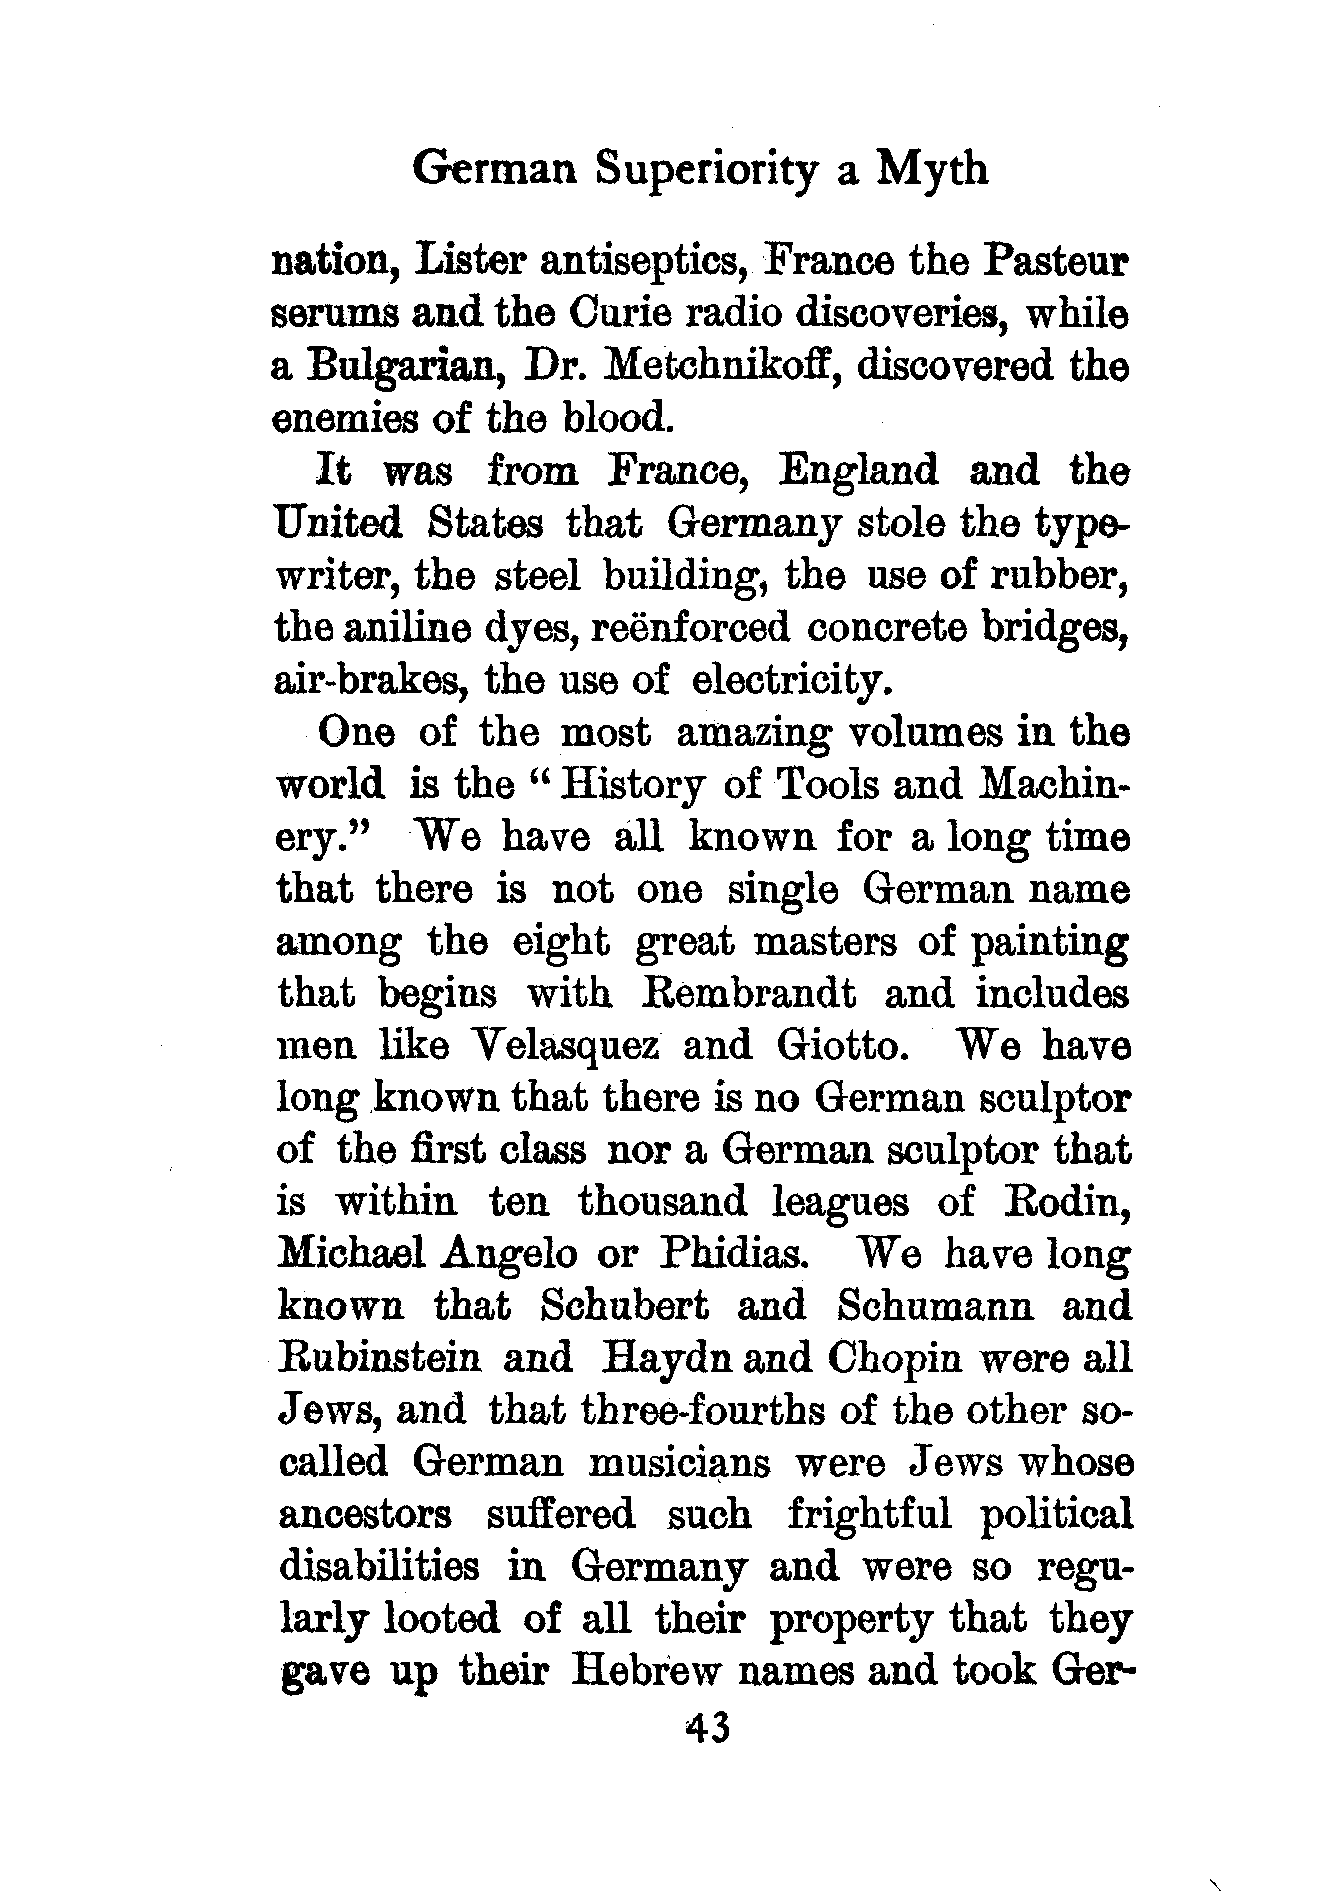 German Superiority a Myth
nation, Lister antiseptics, France the Pasteur
serums and the Curie radio discoveries, while
a Bulgarian, Dr. Metchnikoff, discovered the
enemies of the blood.
It was from France, England and the
United States that Germany stole the type-
writer, the steel building, the use of rubber,
the aniline dyes, reënforced concrete bridges,
air-brakes, the use of electricity.
One of the most amazing volumes in the
world is the “ History of Tools and Machin-
ery.” We have all known for a long time
that there is not one single German name
among the eight great masters of painting
that begins with Rembrandt and includes
men like Velasquez and Giotto. We have
long known that there is no German sculptor
of the first class nor a German sculptor that
is within ten thousand leagues of Rodin,
Michael Angelo or Phidias. We have long
known that Schubert and Schumann and
Rubinstein and Haydn and Chopin were all
Jews, and that three-fourths of the other so-
called German musicians were Jews whose
ancestors suffered such frightful political
disabilities in Germany and were so regu-
larly looted of all their property that they
gave up their Hebrew names and took Ger-
43